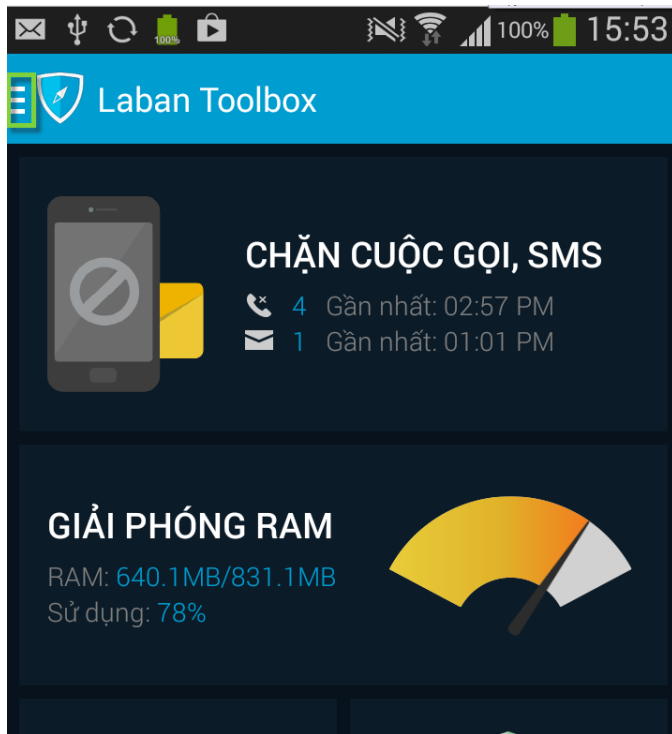 100% 100% 15:53
Laban Toolbox
CHẶN CUỘC GỌI, SMS
4 Gần nhất: 02:57 PM
1 Gần nhất: 01:01 PM
GIẢI PHÓNG RAM
RAM: 640.1MB/831.1MB
Sử dụng: 78%